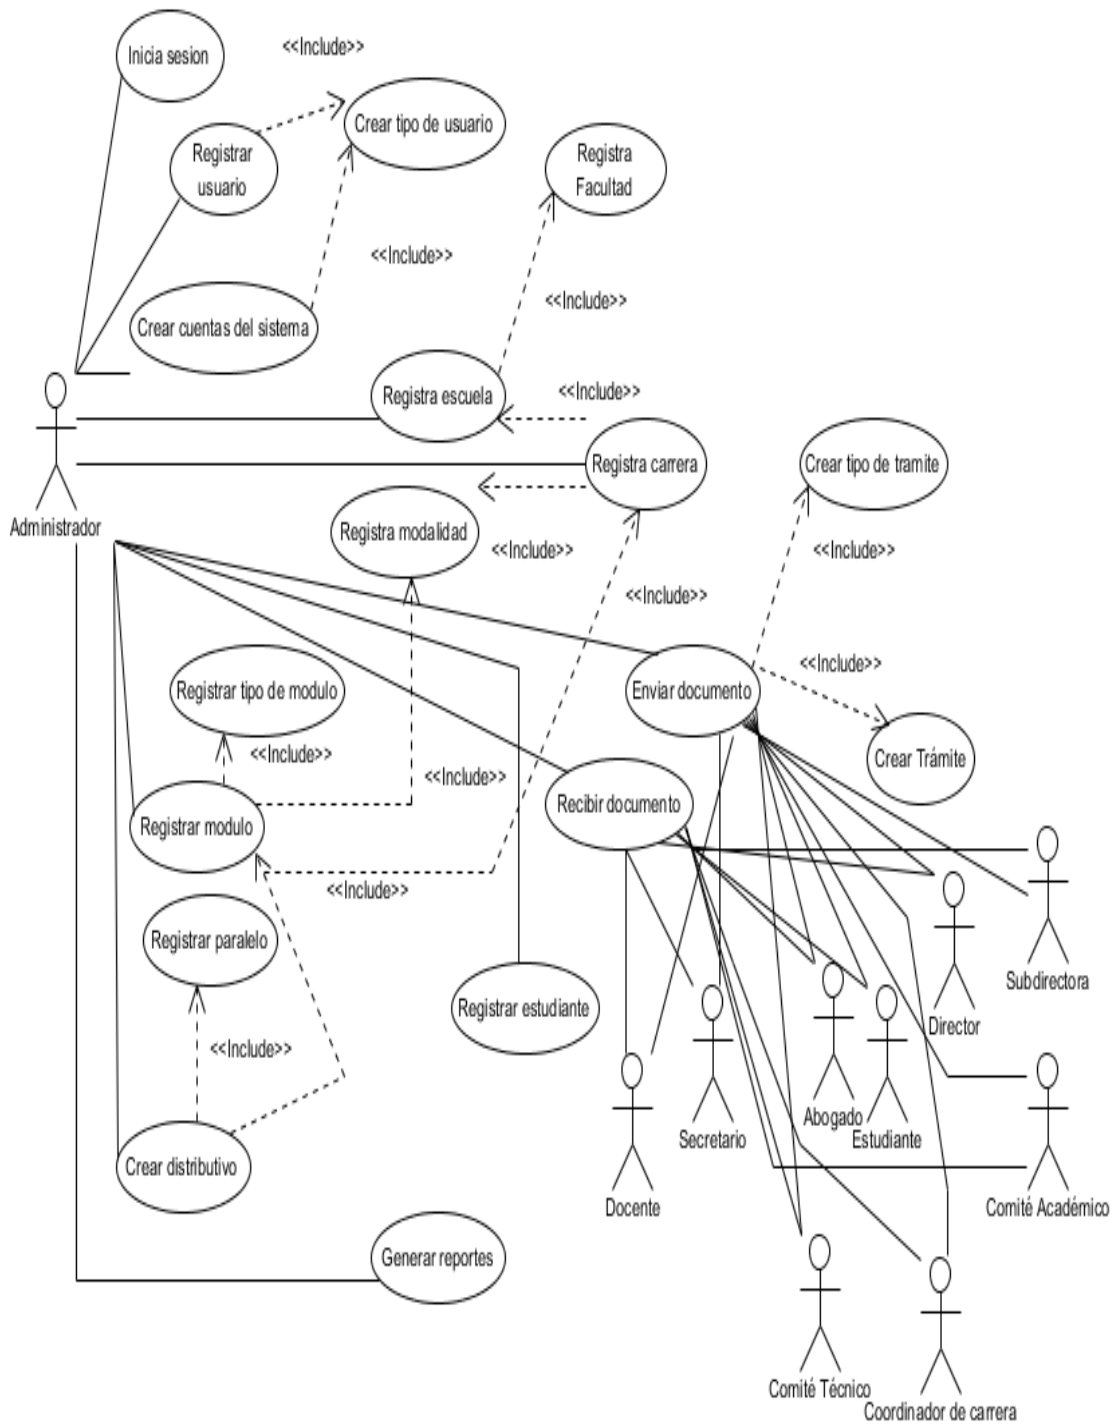 Inicia sesion
<<Include>>
Crear tipo de usuario
Registrar
usuario
Registra
Facultad
<<Include>>
<<Include>>
Crear cuentas del sistema
Registra escuela
<<Include>>
Registra carrera
Crear tipo de tramite
Administrador
Registra modalidad
<<Include>>
<<Include>>
<<Include>>
<<Include>>
Registrar tipo de modulo
Enviar documento
<<Include>>
Crear Trámite
<<Include>>
Recibir documento
Registrar modulo
<<Include>>
Registrar paralelo
Registrar estudiante
Subdirectora
Director
<<Include>>
Abogado
Estudiante
Secretario
Crear distributivo
Docente
Comité Académico
Generar reportes
Comité Técnico
Coordinador de carrera